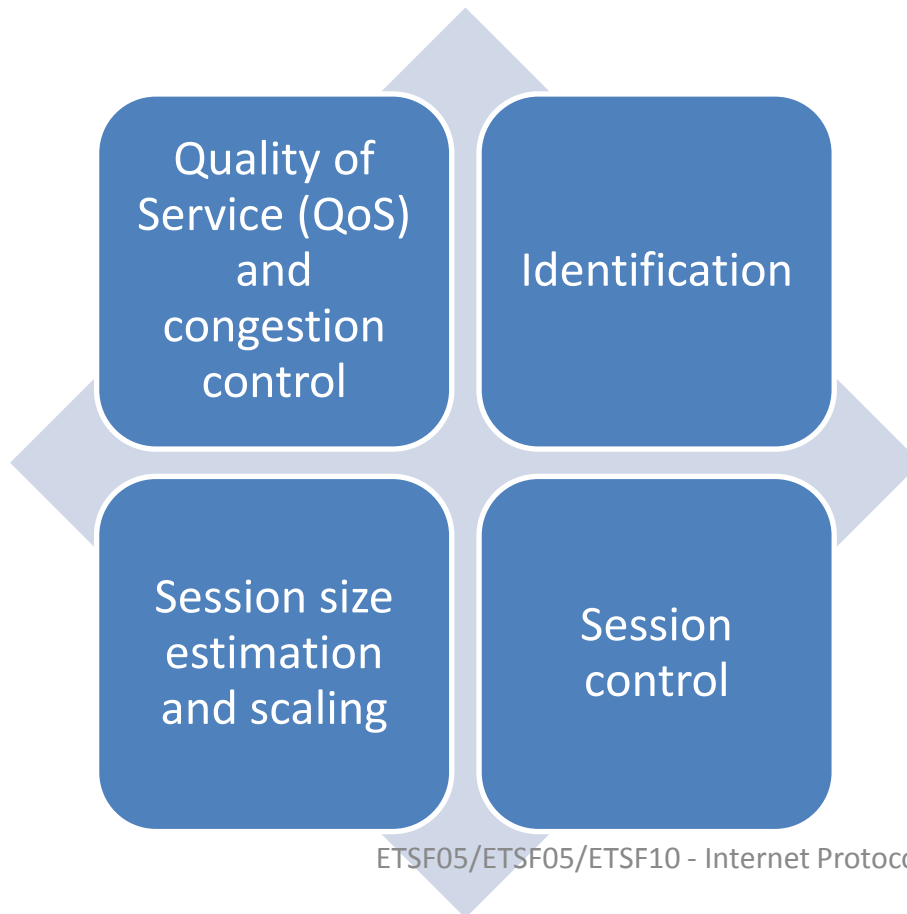 Quality of
Service (QoS)
and
congestion
control
Identification
Session size
estimation
and scaling
Session
control
ETSF05/ETSF05/ETSF10 - Internet Protoco